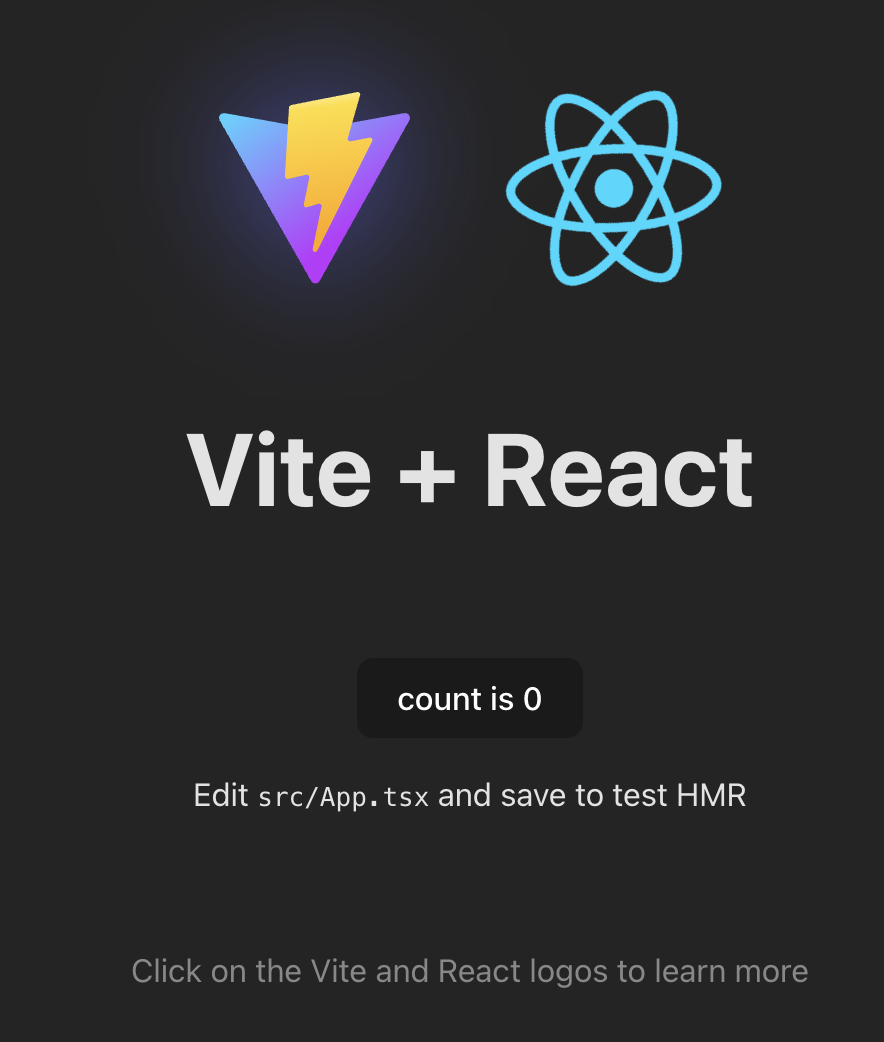 Vite + React
count is 0
Edit src/App.tsx and save to test HMR
Click on the Vite and React logos to learn more